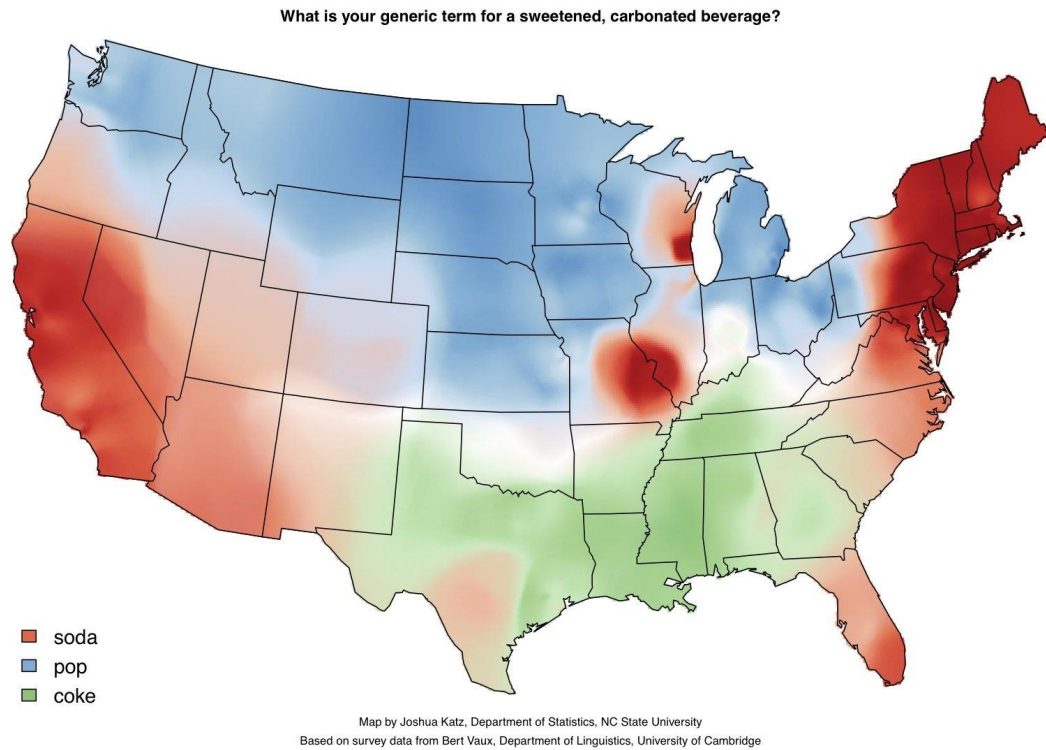 What is your generic term for a sweetened, carbonated beverage?
soda
pop
coke
Map by Joshua Katz, Department of Statistics, NC State University
Based on survey data from Bert Vaux, Department of Linguistics, University of Cambridge